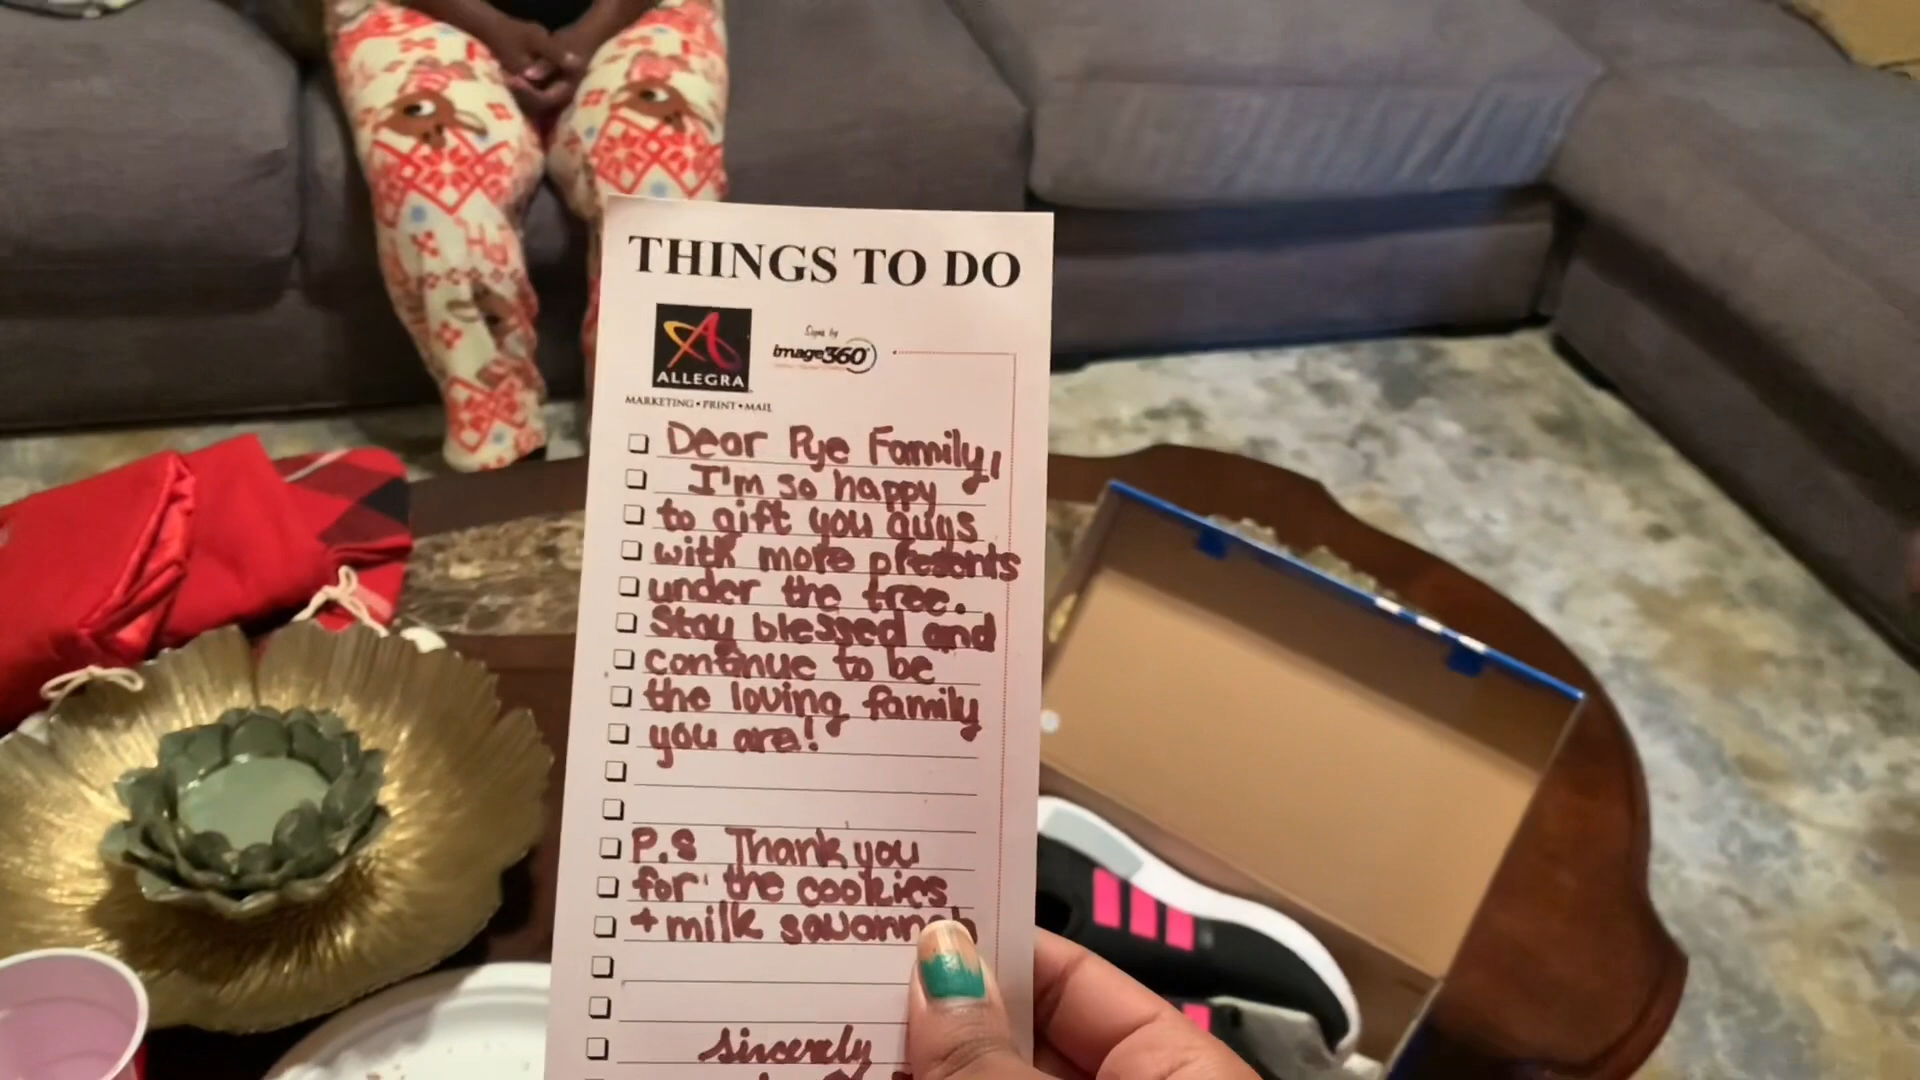 THINGS TO DO
ALLEGRA
MARKETING • PRINT • MAIL
Signs by
image360
Dear Pye Family,
I'm so happy
to gift you guys
with more presents
under the tree.
Stay blessed and
continue to be
the loving family
you are!
P.S Thank you
for the cookies
+ milk savannah
sincerely